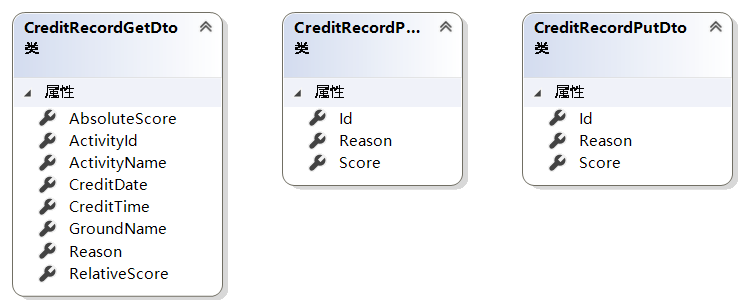 CreditRecordGetDto
类
属性
AbsoluteScore
ActivityId
ActivityName
CreditDate
CreditTime
GroundName
Reason
RelativeScore
CreditRecordP...
类
属性
Id
Reason
Score
CreditRecordPutDto
类
属性
Id
Reason
Score